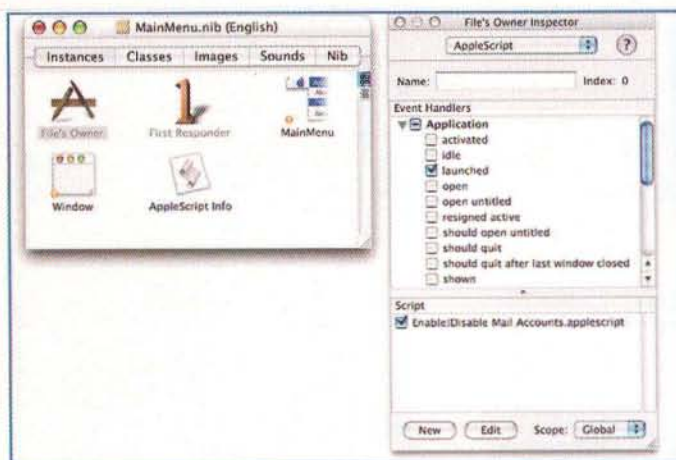 MainMenu.nib (English)
Instances Classes Images Sounds Nib
File's Owner First Responder MainMenu
Window AppleScript Info
File's Owner Inspector
AppleScript ?
Name: Index: 0
Event Handlers
Application
activated
idle
launched
open
open untitled
resigned active
should open untitled
should quit
should quit after last window closed
shown
Script
Enable:Disable Mail Accounts.applescript
New Edit Scope: Global